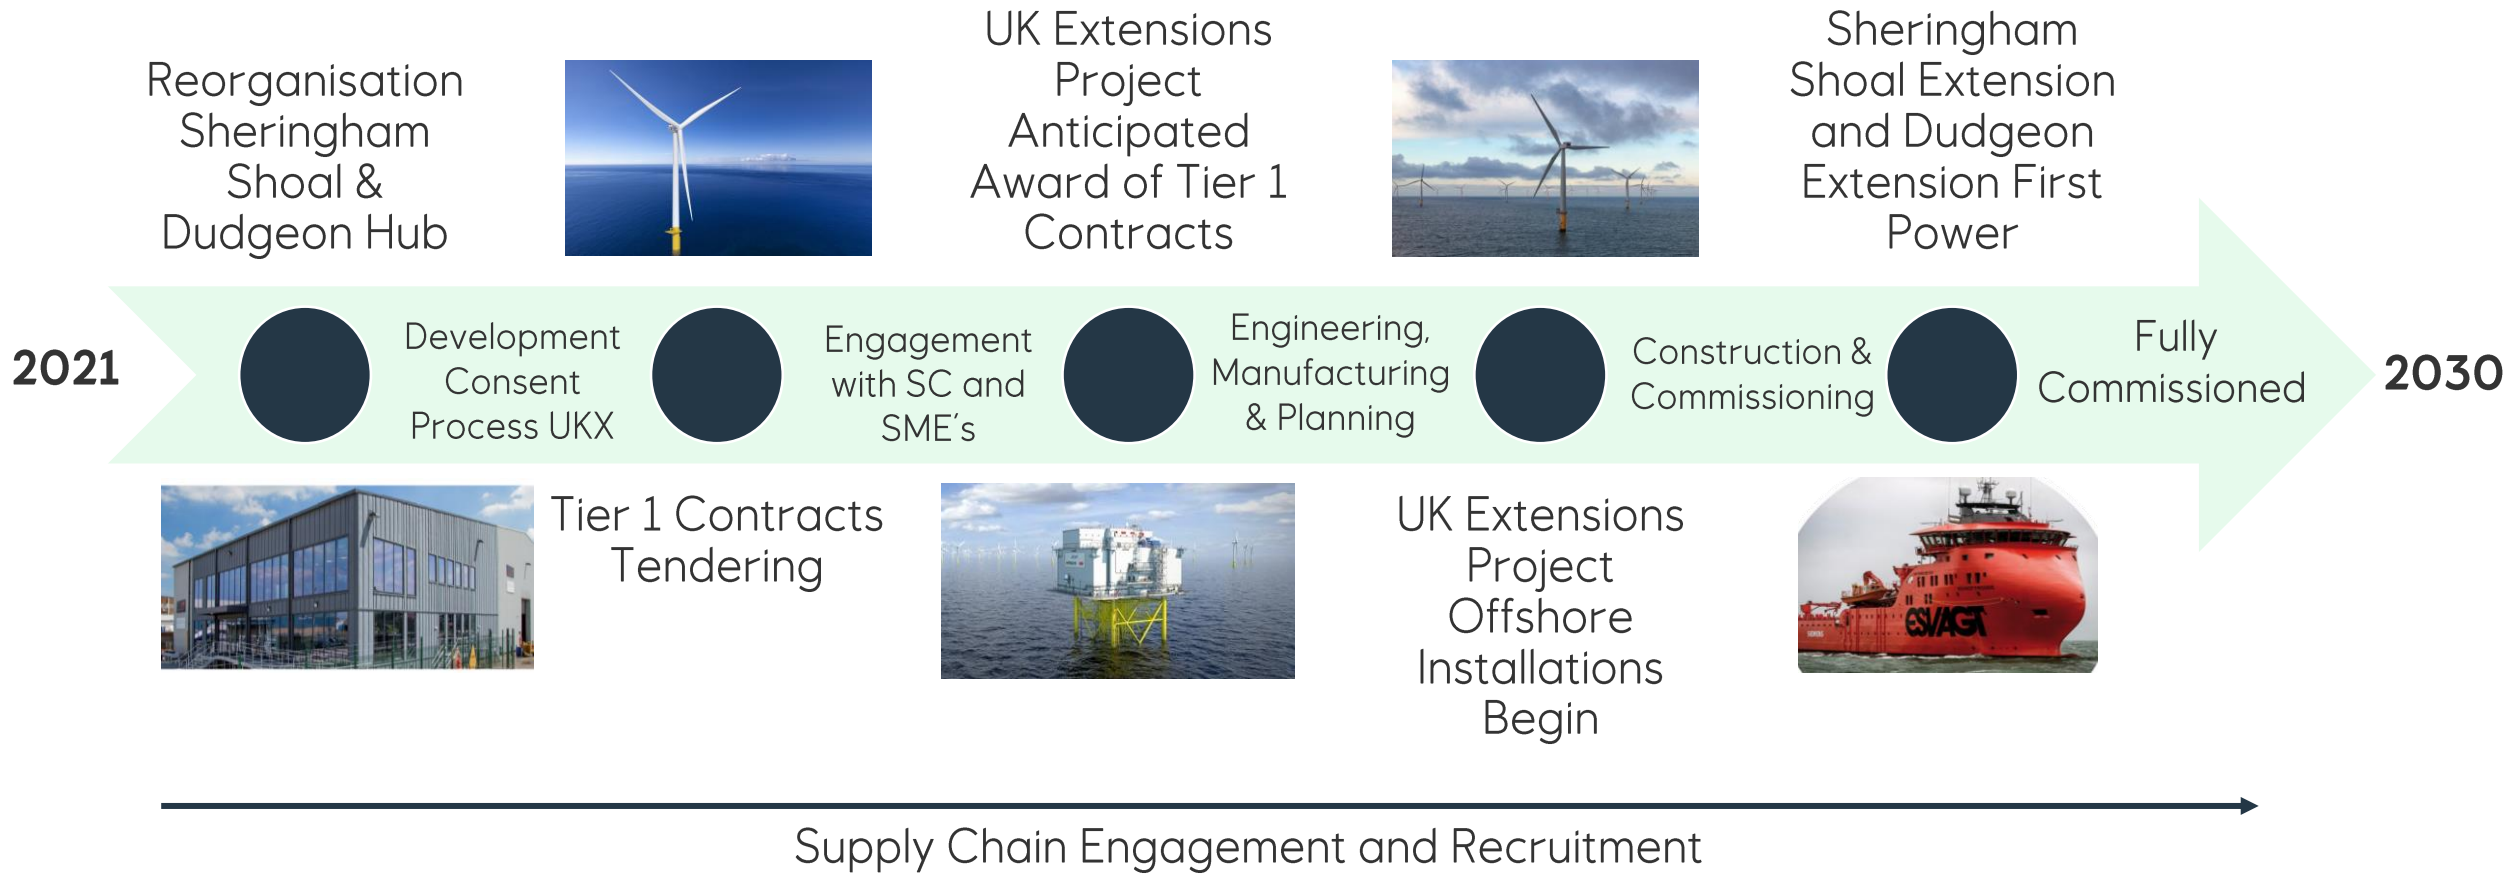 Reorganisation
Sheringham
Shoal &
Dudgeon Hub
UK Extensions
Project
Anticipated
Award of Tier 1
Contracts
Sheringham
Shoal Extension
and Dudgeon
Extension First
Power
2021
Development
Consent
Process UKX
Engagement
with SC and
SME's
Engineering,
Manufacturing
& Planning
Construction &
Commissioning
Fully
Commissioned
2030
Tier 1 Contracts
Tendering
UK Extensions
Project
Offshore
Installations
Begin
ESVAGT
Supply Chain Engagement and Recruitment